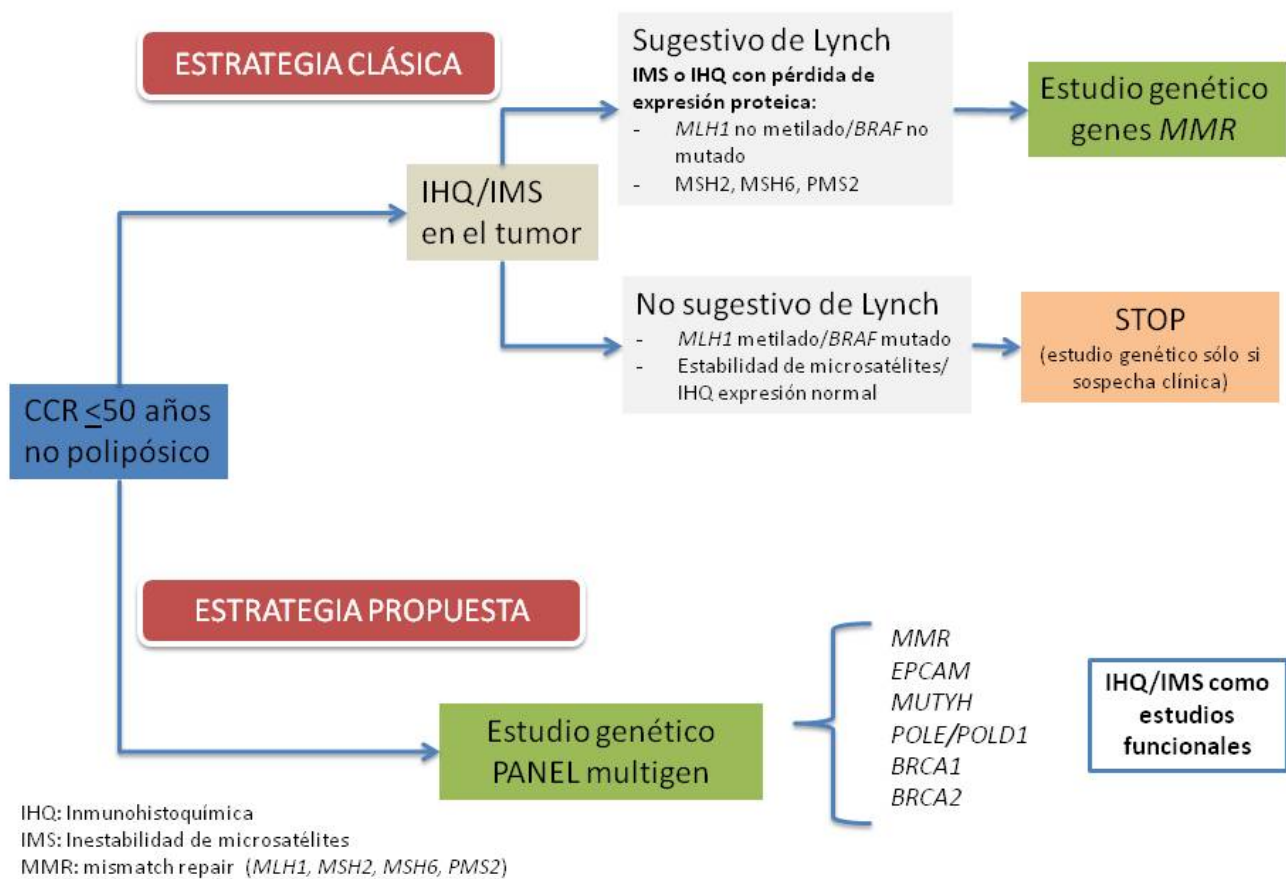 ESTRATEGIA CLÁSICA
Sugestivo de Lynch
IMS o IHQ con pérdida de
expresión proteica:
- MLH1 no metilado/BRAF no
mutado
- MSH2, MSH6, PMS2
Estudio genético
genes MMR
IHQ/IMS
en el tumor
No sugestivo de Lynch
- MLH1 metilado/BRAF mutado
- Estabilidad de microsatélites/
IHQ expresión normal
STOP
(estudio genético sólo si
sospecha clínica)
CCR ≤50 años
no polipósico
ESTRATEGIA PROPUESTA
Estudio genético
PANEL multigen
MMR
EPCAM
MUTYH
POLE/POLD1
BRCA1
BRCA2
IHQ/IMS como
estudios
funcionales
IHQ: Inmunohistoquímica
IMS: Inestabilidad de microsatélites
MMR: mismatch repair (MLH1, MSH2, MSH6, PMS2)